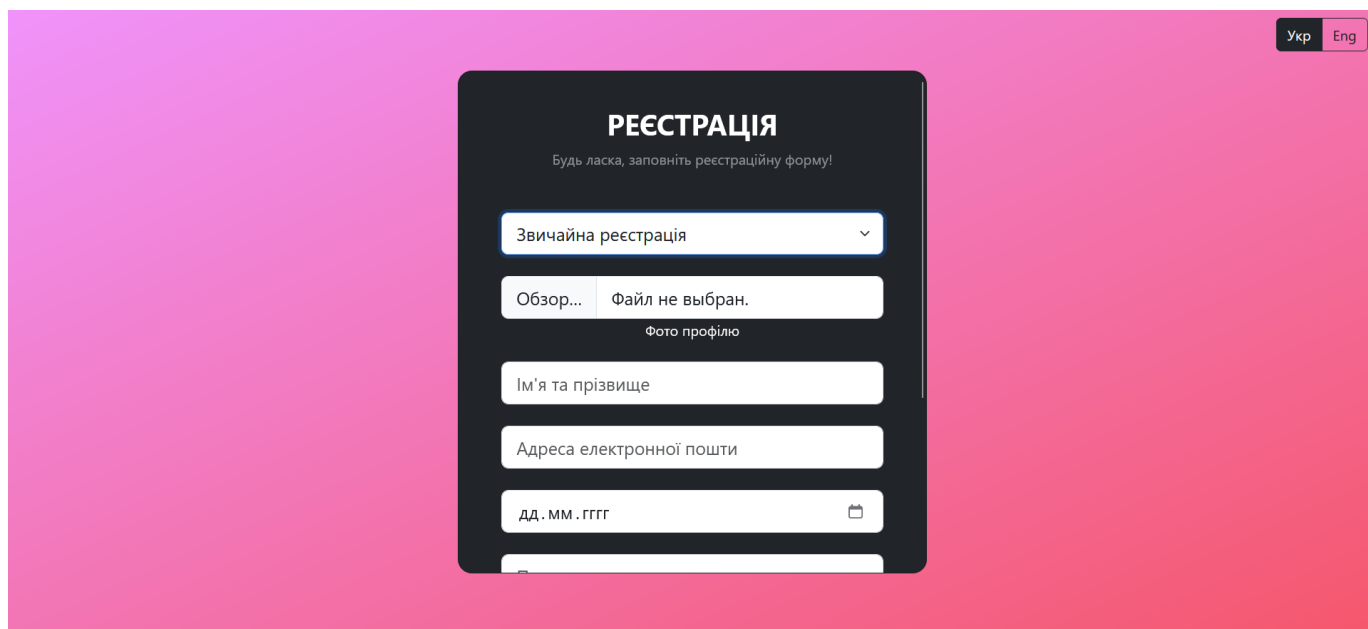 Укр Eng
РЕЄСТРАЦІЯ
Будь ласка, заповніть реєстраційну форму!
Звичайна реєстрація
Обзор... Файл не выбран.
Фото профілю
Ім'я та прізвище
Адреса електронної пошти
дд.мм.гггг